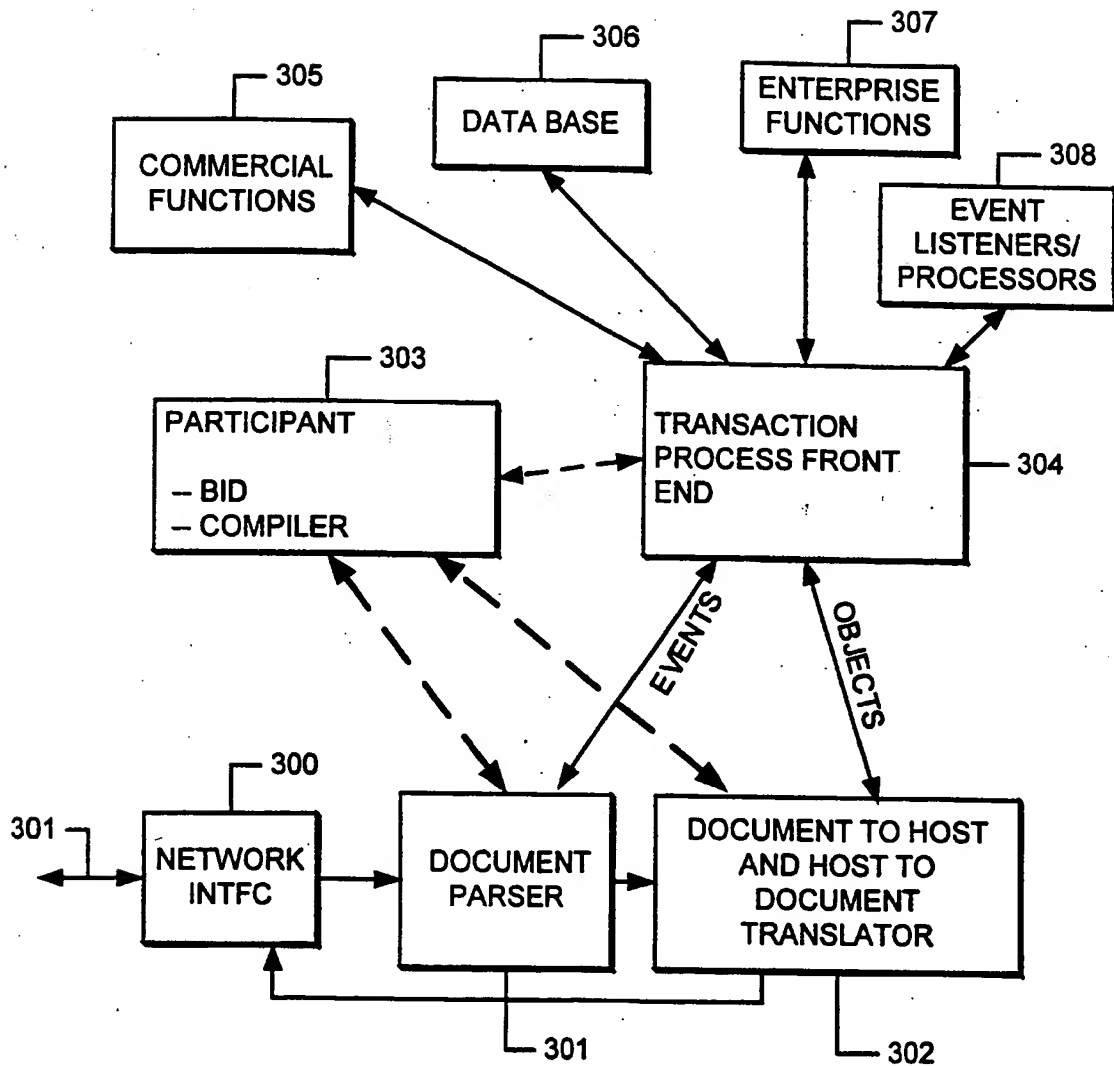 305
COMMERCIAL
FUNCTIONS
306
DATA BASE
307
ENTERPRISE
FUNCTIONS
308
EVENT
LISTENERS/
PROCESSORS
303
PARTICIPANT
– BID
– COMPILER
TRANSACTION
PROCESS FRONT
END
304
EVENTS
OBJECTS
301
300
NETWORK
INTFC
DOCUMENT
PARSER
301
DOCUMENT TO HOST
AND HOST TO
DOCUMENT
TRANSLATOR
302